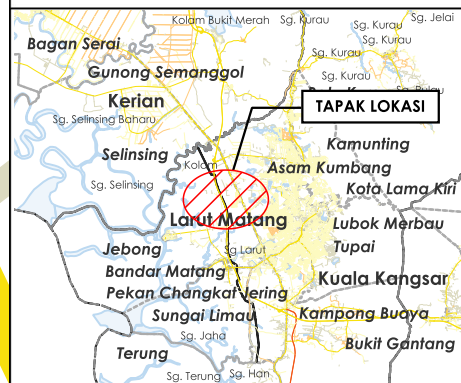 Kolam Bukit Merah
Sg. Kurau
Sg. Jelai
Sg. Kurau
Sg. Kurau
Bagan Serai
Sg. Kurau
Gunong Semanggol
Sg. Kurau
Kerian
TAPAK LOKASI
Sg. Selinsing Baharu
Kamunting
Selinsing
Kolam
Asam Kumbang
Sg. Selinsing
Kota Lama Kiri
Larut Matang
Lubok Merbau
Jebong
Sg Larut
Tupai
Bandar Matang
Kuala Kangsar
Pekan Changkat Jering
Sungai Limau
Kampong Buaya
Sg. Jaha
Bukit Gantang
Terung
Sg. Terung
Sg. Han